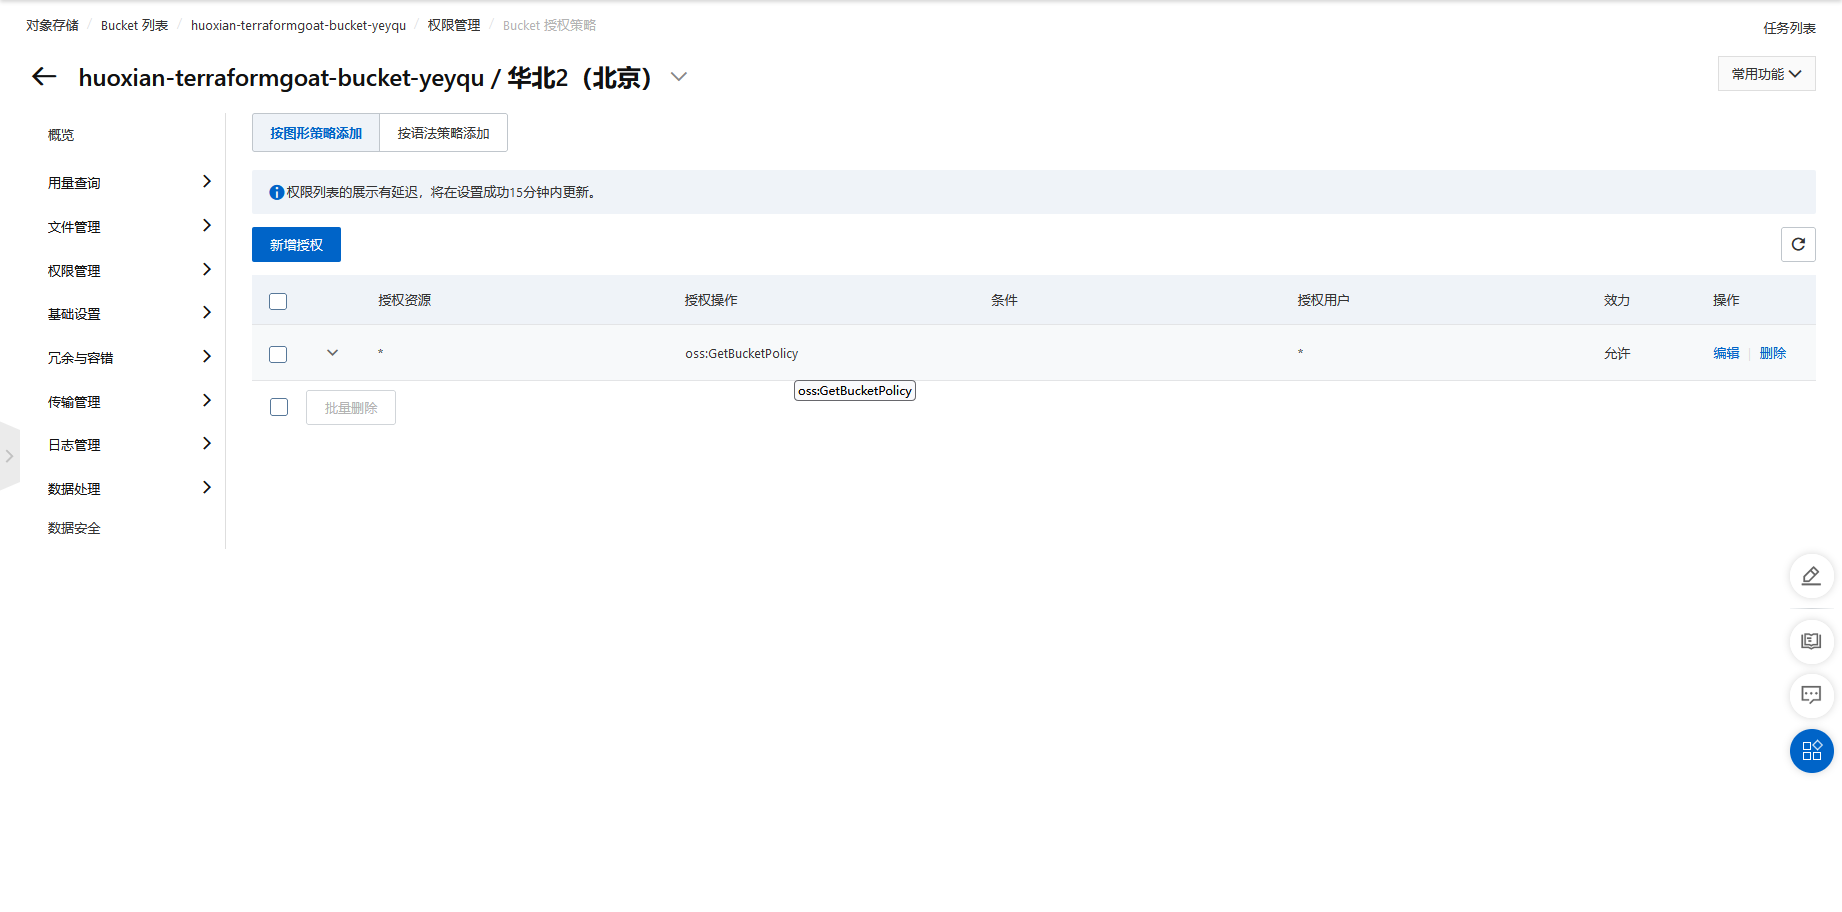 对象存储 / Bucket 列表 / huoxian-terraformgoat-bucket-yeyqu / 权限管理 / Bucket 授权策略
任务列表
huoxian-terraformgoat-bucket-yeyqu / 华北2（北京）
常用功能
概览
用量查询
文件管理
权限管理
基础设置
冗余与容错
传输管理
日志管理
数据处理
数据安全
按图形策略添加 按语法策略添加
权限列表的展示有延迟，将在设置成功15分钟内更新。
新增授权
授权资源 授权操作 条件 授权用户 效力 操作
* oss:GetBucketPolicy * 允许 编辑 | 删除
oss:GetBucketPolicy
批量删除